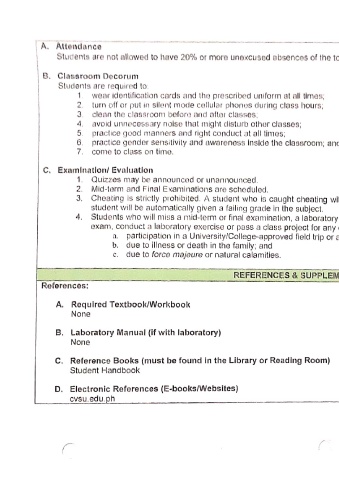 A. Attendance
Students are not allowed to have 20% or more unexcused absences of the to
B. Classroom Decorum
Students are required to:
1. wear identification cards and the prescribed uniform at all times;
2. turn off or put in silent mode cellular phones during class hours;
3. clean the classroom before and after classes;
4. avoid unnecessary noise that might disturb other classes;
5. practice good manners and right conduct at all times;
6. practice gender sensitivity and awareness inside the classroom; and
7. come to class on time.
C. Examination/ Evaluation
1. Quizzes may be announced or unannounced.
2. Mid-term and Final Examinations are scheduled.
3. Cheating is strictly prohibited. A student who is caught cheating wil
student will be automatically given a failing grade in the subject.
4. Students who will miss a mid-term or final examination, a laboratory
exam, conduct a laboratory exercise or pass a class project for any
a. participation in a University/College-approved field trip or a
b. due to illness or death in the family; and
c. due to force majeure or natural calamities.
REFERENCES & SUPPLEM
References:
A. Required Textbook/Workbook
None
B. Laboratory Manual (if with laboratory)
None
C. Reference Books (must be found in the Library or Reading Room)
Student Handbook
D. Electronic References (E-books/Websites)
cvsu.edu.ph